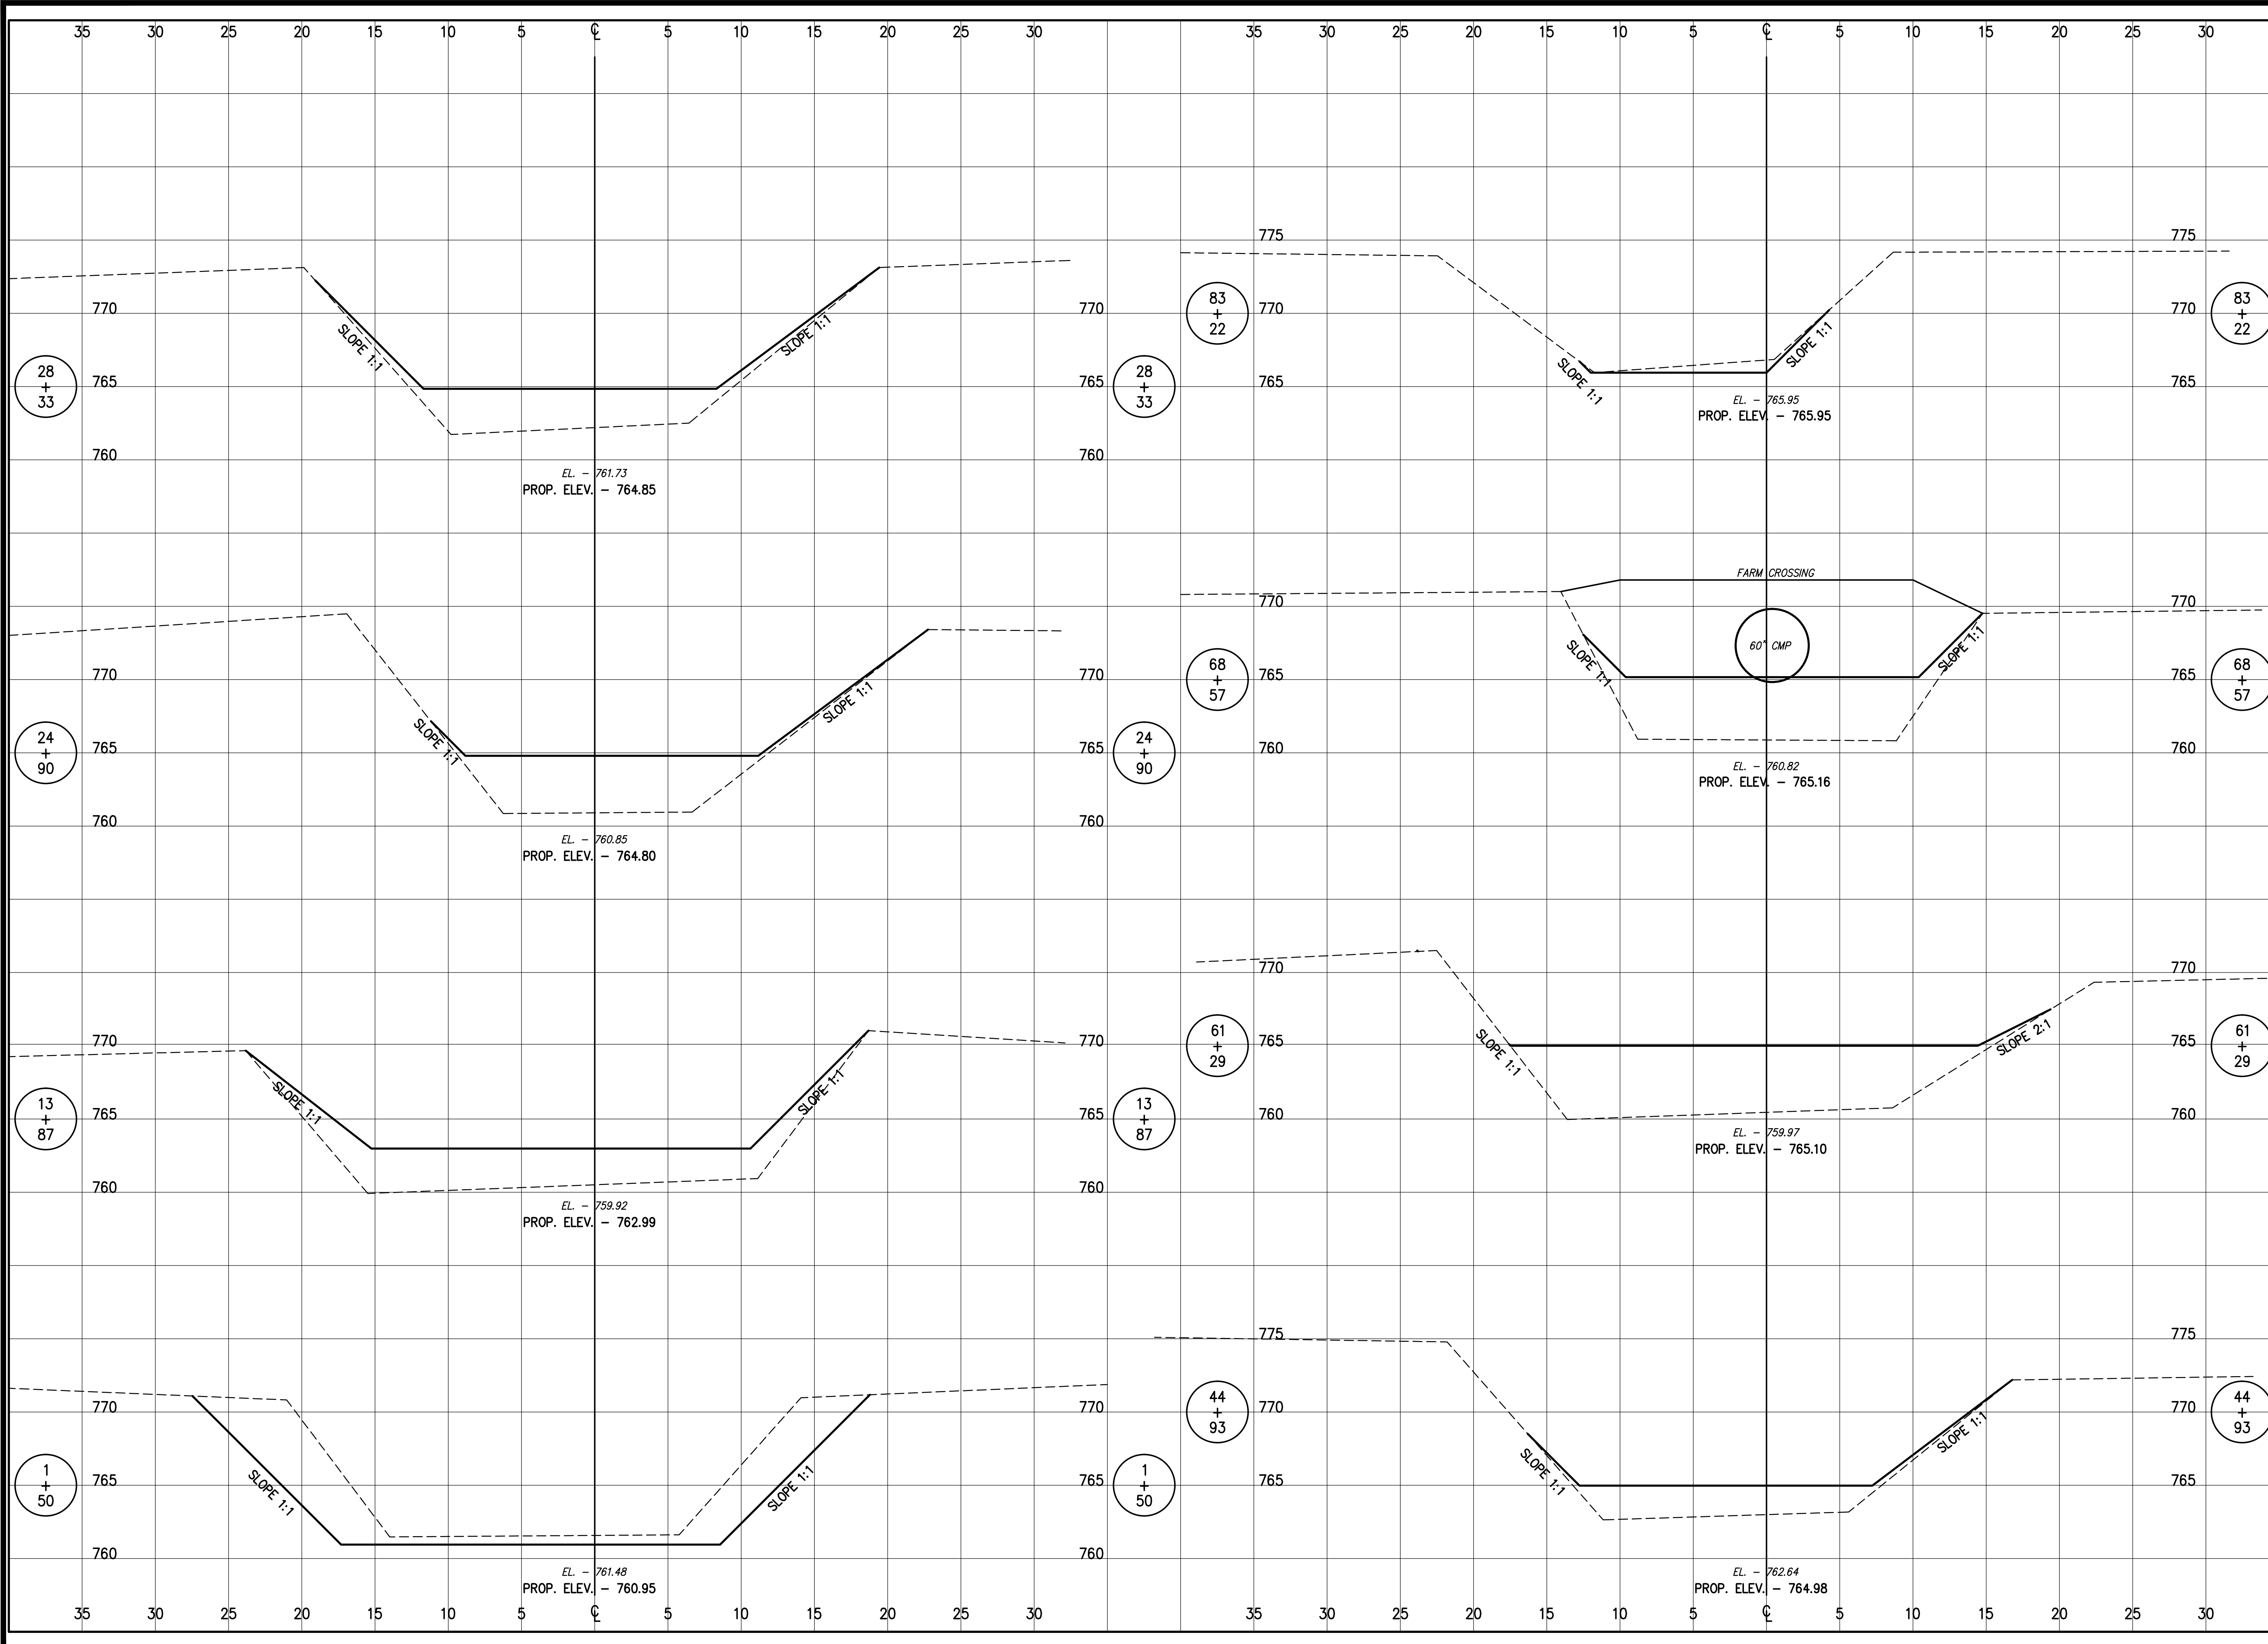 35 30 25 20 15 10 5 ℄ 5 10 15 20 25 30 35 30 25 20 15 10 5 ℄ 5 10 15 20 25 30
770 770
SLOPE 1:1 SLOPE 1:1
28
+
33
765 765
28
+
33
760 760
EL. - 761.73
PROP. ELEV. - 764.85
770 770
24
+
90
765 765
24
+
90
SLOPE 1:1 SLOPE 1:1
760 760
EL. - 760.85
PROP. ELEV. - 764.80
770 770
SLOPE 1:1 SLOPE 1:1
13
+
87
765 765
13
+
87
760 760
EL. - 759.92
PROP. ELEV. - 762.99
770 770
1
+
50
765 765
1
+
50
SLOPE 1:1 SLOPE 1:1
760 760
EL. - 761.48
PROP. ELEV. - 760.95
775 775
83
+
22
770 770
83
+
22
SLOPE 1:1 SLOPE 1:1
765 765
EL. - 765.95
PROP. ELEV. - 765.95
760
FARM CROSSING
770 770
60" CMP
SLOPE 1:1 SLOPE 1:1
68
+
57
765 765
68
+
57
760 760
EL. - 760.82
PROP. ELEV. - 765.16
770 770
61
+
29
765 765
61
+
29
SLOPE 1:1 SLOPE 2:1
760 760
EL. - 759.97
PROP. ELEV. - 765.10
775 775
44
+
93
770 770
44
+
93
SLOPE 1:1 SLOPE 1:1
765 765
EL. - 762.64
PROP. ELEV. - 764.98
35 30 25 20 15 10 5 ℄ 5 10 15 20 25 30 35 30 25 20 15 10 5 ℄ 5 10 15 20 25 30